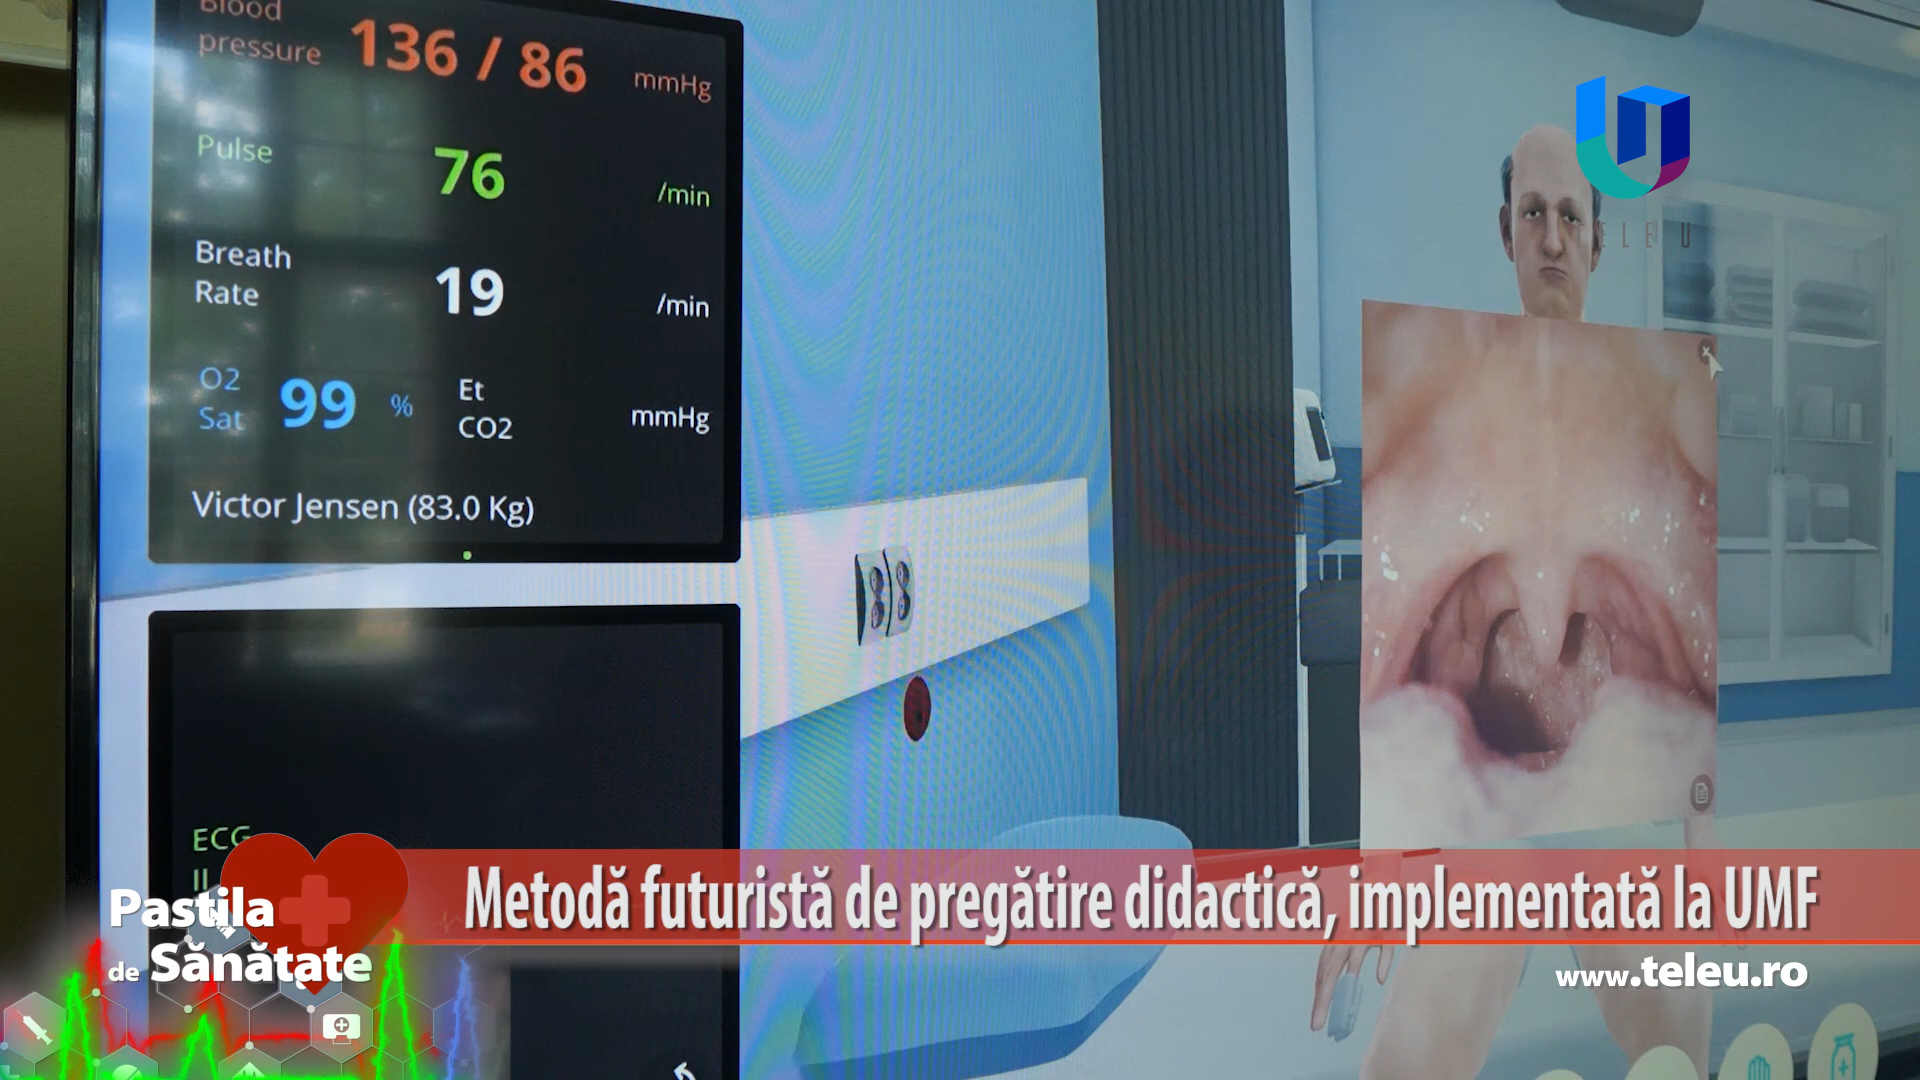 Blood
pressure 136 / 86 mmHg
Pulse 76 /min
Breath
Rate 19 /min
O2
Sat 99 % Et
CO2 mmHg
Victor Jensen (83.0 Kg)
TELE U
ECG
II
Pastila
de Sănătate
Metodă futuristă de pregătire didactică, implementată la UMF
www.teleu.ro